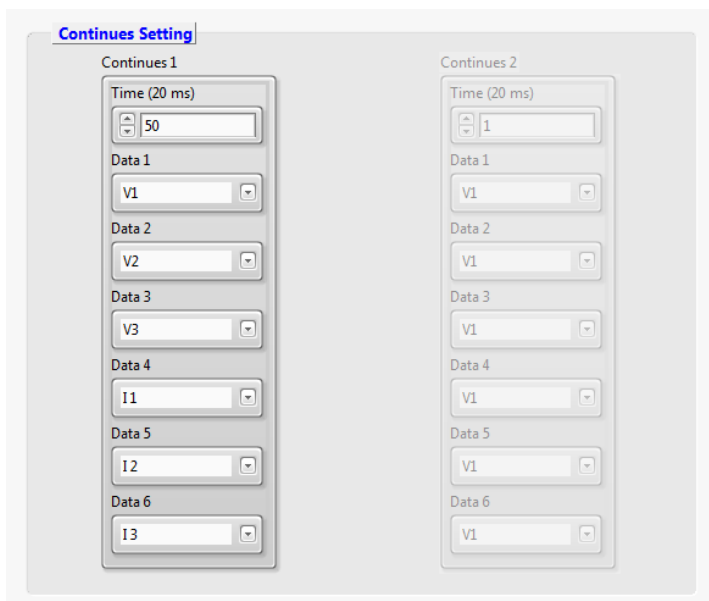 Continues Setting
Continues 1
Time (20 ms)
50
Data 1
V1
Data 2
V2
Data 3
V3
Data 4
I1
Data 5
I2
Data 6
I3
Continues 2
Time (20 ms)
1
Data 1
V1
Data 2
V1
Data 3
V1
Data 4
V1
Data 5
V1
Data 6
V1